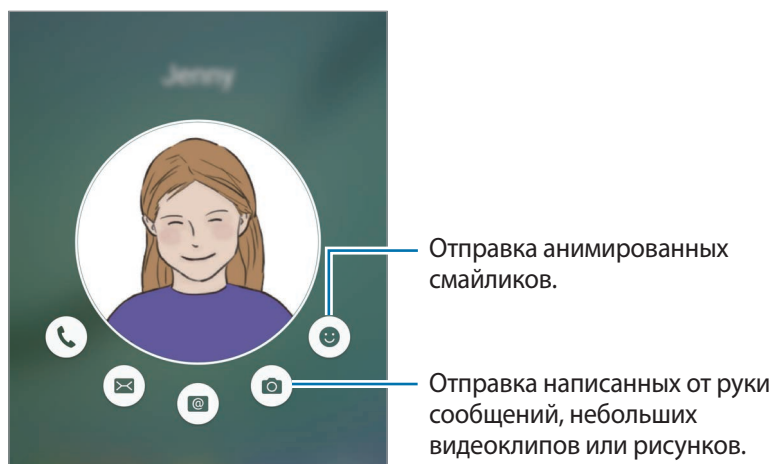 Jenny
Отправка анимированных
смайликов.
@
Отправка написанных от руки
сообщений, небольших
видеоклипов или рисунков.